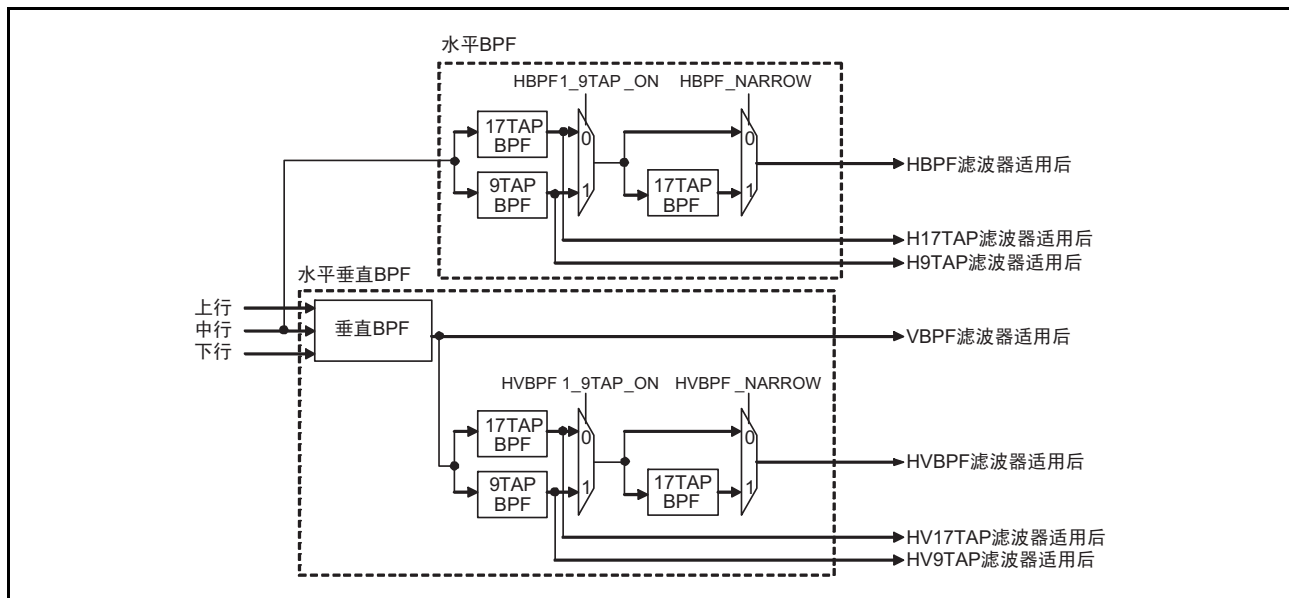 水平BPF
HBPF1_9TAP_ON HBPF_NARROW
17TAP
BPF
0
0
HBPF滤波器适用后
9TAP
BPF
1
17TAP
BPF
1
H17TAP滤波器适用后
H9TAP滤波器适用后
水平垂直BPF
上行
中行
下行
垂直BPF
VBPF滤波器适用后
HVBPF 1_9TAP_ON HVBPF_NARROW
17TAP
BPF
0
0
HVBPF滤波器适用后
9TAP
BPF
1
17TAP
BPF
1
HV17TAP滤波器适用后
HV9TAP滤波器适用后